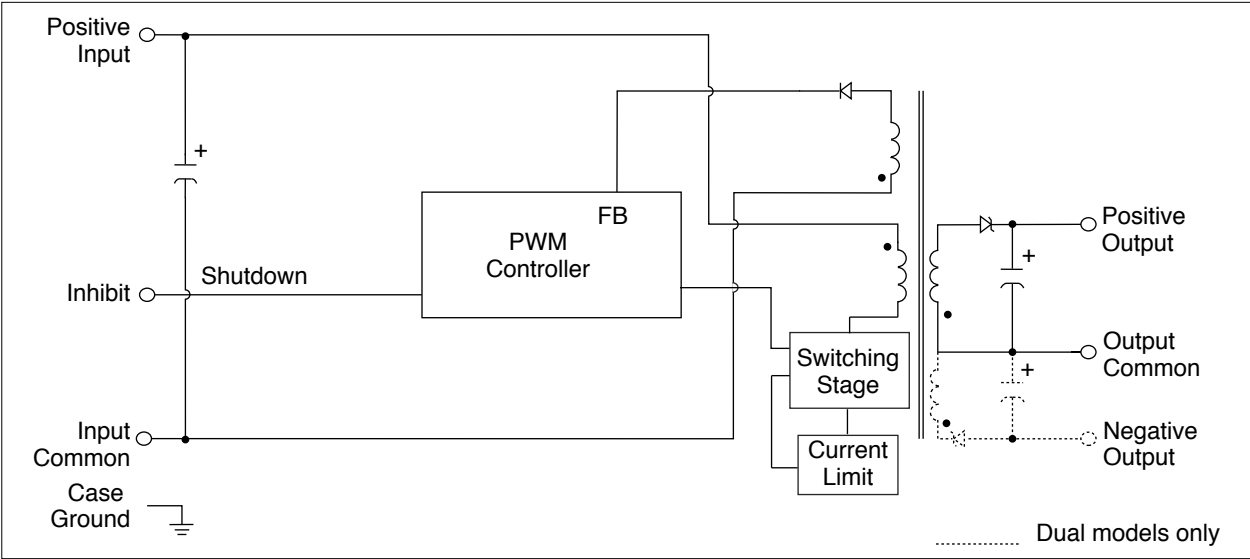 Positive
Input
+
FB
PWM
Controller
Shutdown
Inhibit
Positive
Output
+
Switching
Stage
Output
Common
+
Input
Common
Current
Limit
Negative
Output
Case
Ground
Dual models only